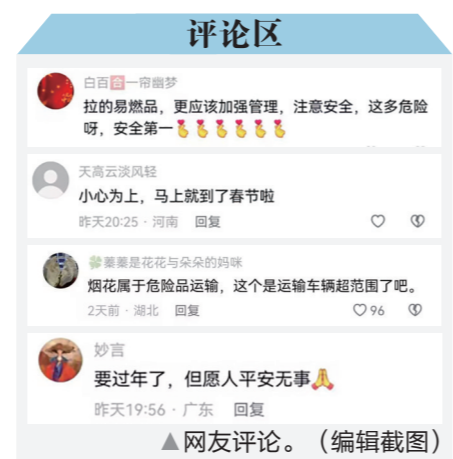 评论区
白百合一帘幽梦
拉的易燃品，更应该加强管理，注意安全，这多危险
呀，安全第一
天高云淡风轻
小心为上，马上就到了春节啦
昨天20:25 · 河南 回复
蓁蓁是花花与朵朵的妈咪
烟花属于危险品运输，这个是运输车辆超范围了吧。
2天前 · 湖北 回复 96
妙言
要过年了，但愿人平安无事
昨天19:56 · 广东 回复
▲网友评论。（编辑截图）